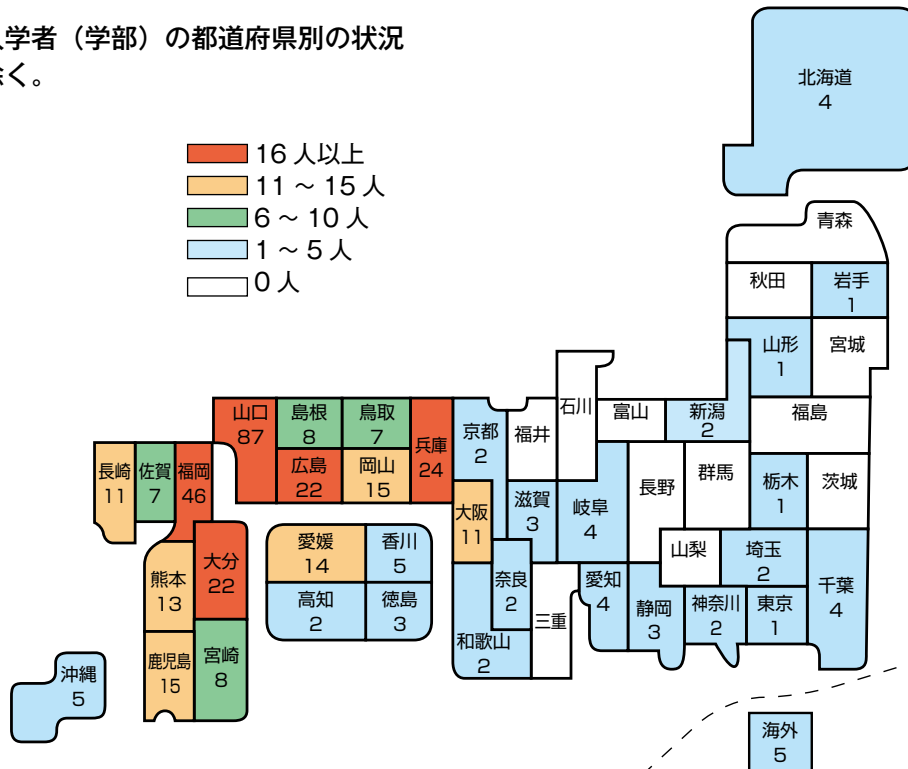 入学者（学部）の都道府県別の状況
除く。
16 人以上
11 ～ 15 人
6 ～ 10 人
1 ～ 5 人
0 人
北海道
4
青森
秋田
岩手
1
山形
1
宮城
石川
富山
新潟
2
福島
山口
87
島根
8
鳥取
7
兵庫
24
京都
2
福井
広島
22
岡山
15
長崎
11
佐賀
7
福岡
46
大阪
11
滋賀
3
岐阜
4
長野
群馬
栃木
1
茨城
熊本
13
大分
22
愛媛
14
香川
5
奈良
2
山梨
埼玉
2
高知
2
徳島
3
和歌山
2
三重
愛知
4
静岡
3
神奈川
2
東京
1
千葉
4
沖縄
5
鹿児島
15
宮崎
8
海外
5